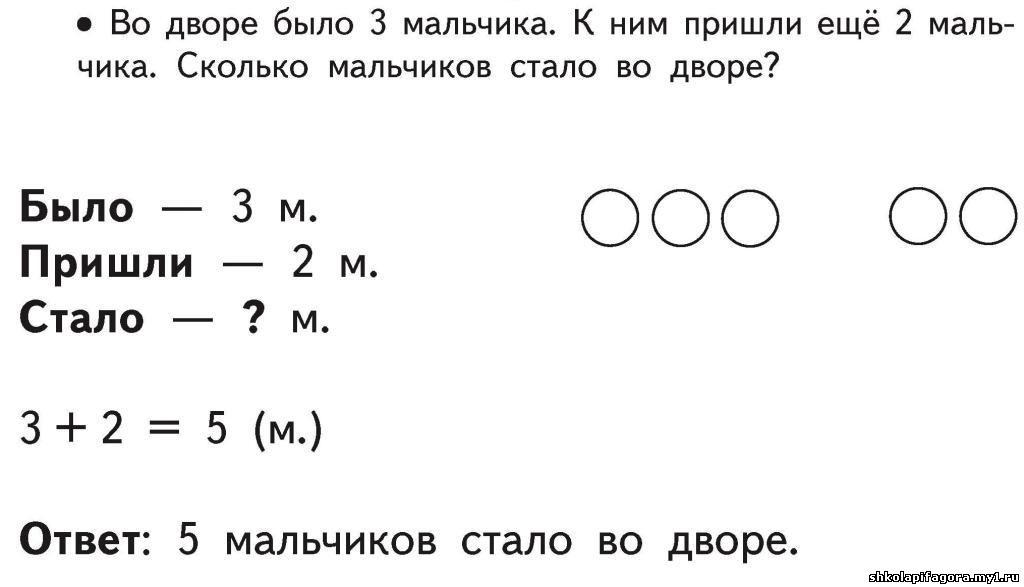 • Во дворе было 3 мальчика. К ним пришли ещё 2 маль-
чика. Сколько мальчиков стало во дворе?
Было — 3 м.
Пришли — 2 м.
Стало — ? м.
3 + 2 = 5 (м.)
Ответ: 5 мальчиков стало во дворе.
shkolapifagora.my1.ru